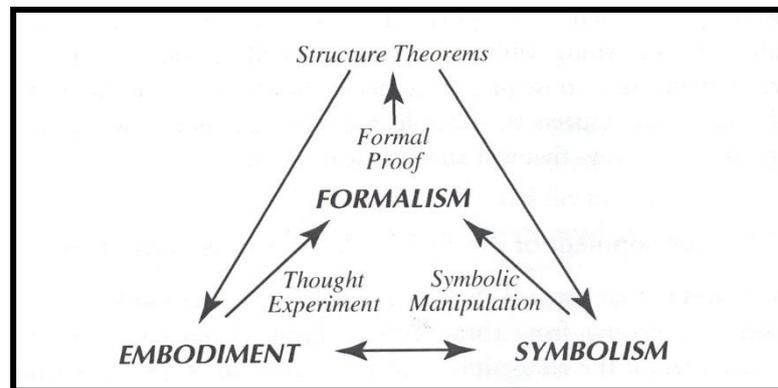 Structure Theorems
Formal
Proof
FORMALISM
Thought
Experiment
Symbolic
Manipulation
EMBODIMENT
SYMBOLISM